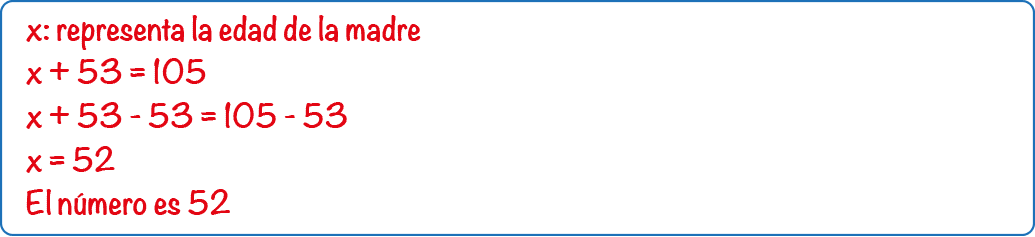 x: representa la edad de la madre
x + 53 = 105
x + 53 - 53 = 105 - 53
x = 52
El número es 52